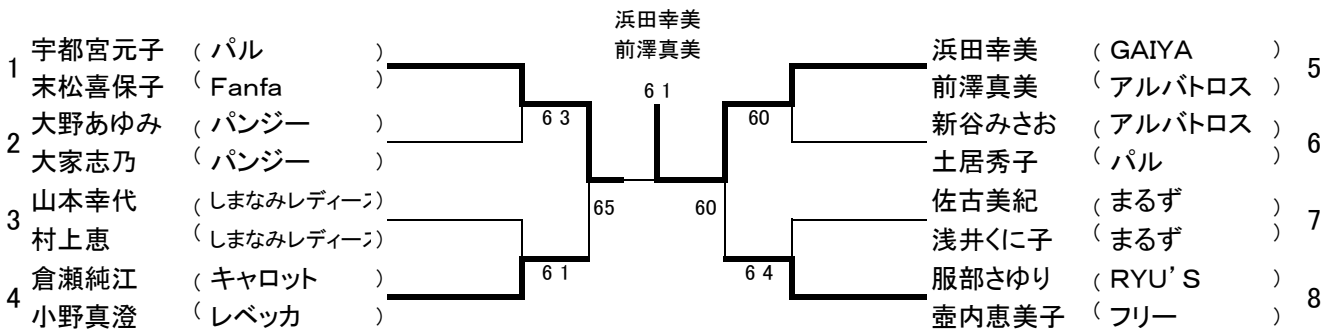 浜田幸美
前澤真美
6 1
1
宇都宮元子 ( パル )
末松喜保子 ( Fanfa )
2
大野あゆみ ( パンジー )
大家志乃 ( パンジー )
6 3
3
山本幸代 ( しまなみレディース )
村上恵 ( しまなみレディース )
65
4
倉瀬純江 ( キャロット )
小野真澄 ( レベッカ )
6 1
浜田幸美 ( GAIYA )
前澤真美 ( アルバトロス )
5
60
新谷みさお ( アルバトロス )
土居秀子 ( パル )
6
60
佐古美紀 ( まるず )
浅井くに子 ( まるず )
7
6 4
服部さゆり ( RYU'S )
壺内恵美子 ( フリー )
8